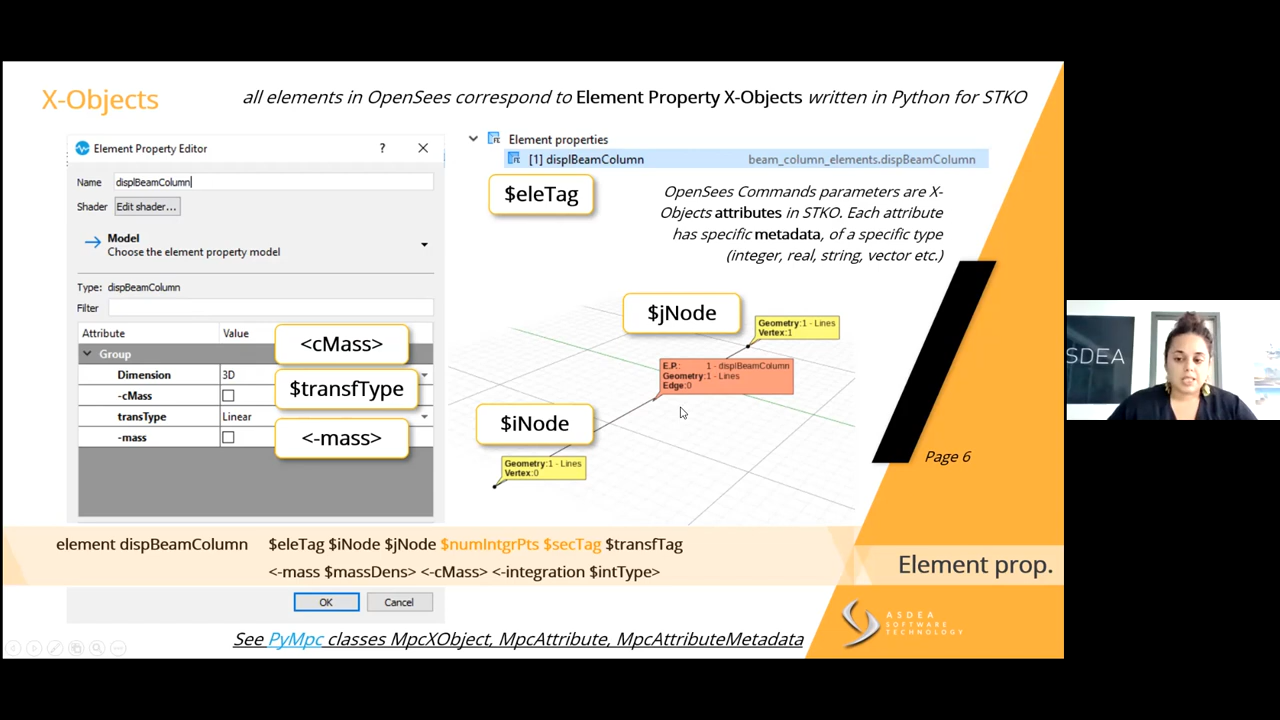 X-Objects
all elements in OpenSees correspond to Element Property X-Objects written in Python for STKO
Element Property Editor
?
Name
displBeamColumn
Shader
Edit shader...
Model
Choose the element property model
Type: dispBeamColumn
Filter
Attribute
Value
Group
Dimension
3D
-cMass
transType
Linear
-mass
<cMass>
$transfType
<-mass>
OK
Cancel
Element properties
[1] displBeamColumn
beam_column_elements.dispBeamColumn
$eleTag
OpenSees Commands parameters are X-
Objects attributes in STKO. Each attribute
has specific metadata, of a specific type
(integer, real, string, vector etc.)
$jNode
Geometry:1 - Lines
Vertex:1
E.P.: 1 - displBeamColumn
Geometry:1 - Lines
Edge:0
$iNode
Geometry:1 - Lines
Vertex:0
Page 6
element dispBeamColumn $eleTag $iNode $jNode $numIntgrPts $secTag $transfTag
<-mass $massDens> <-cMass> <-integration $intType>
Element prop.
See PyMpc classes MpcXObject, MpcAttribute, MpcAttributeMetadata
ASDEA
SOFTWARE
TECHNOLOGY
SDEA